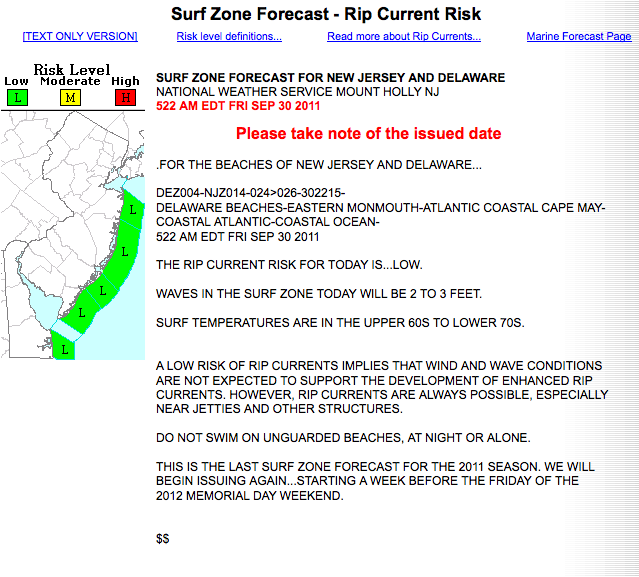 Surf Zone Forecast - Rip Current Risk
[TEXT ONLY VERSION] Risk level definitions... Read more about Rip Currents... Marine Forecast Page
Risk Level
Low Moderate High
L M H
SURF ZONE FORECAST FOR NEW JERSEY AND DELAWARE
NATIONAL WEATHER SERVICE MOUNT HOLLY NJ
522 AM EDT FRI SEP 30 2011
Please take note of the issued date
.FOR THE BEACHES OF NEW JERSEY AND DELAWARE...
DEZ004-NJZ014-024>026-302215-
DELAWARE BEACHES-EASTERN MONMOUTH-ATLANTIC COASTAL CAPE MAY-
COASTAL ATLANTIC-COASTAL OCEAN-
522 AM EDT FRI SEP 30 2011
THE RIP CURRENT RISK FOR TODAY IS...LOW.
WAVES IN THE SURF ZONE TODAY WILL BE 2 TO 3 FEET.
SURF TEMPERATURES ARE IN THE UPPER 60S TO LOWER 70S.
A LOW RISK OF RIP CURRENTS IMPLIES THAT WIND AND WAVE CONDITIONS
ARE NOT EXPECTED TO SUPPORT THE DEVELOPMENT OF ENHANCED RIP
CURRENTS. HOWEVER, RIP CURRENTS ARE ALWAYS POSSIBLE, ESPECIALLY
NEAR JETTIES AND OTHER STRUCTURES.
DO NOT SWIM ON UNGUARDED BEACHES, AT NIGHT OR ALONE.
THIS IS THE LAST SURF ZONE FORECAST FOR THE 2011 SEASON. WE WILL
BEGIN ISSUING AGAIN...STARTING A WEEK BEFORE THE FRIDAY OF THE
2012 MEMORIAL DAY WEEKEND.
$$
L
L
L
L
L